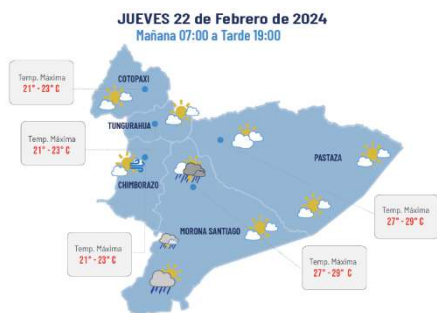 JUEVES 22 de Febrero de 2024
Mañana 07:00 a Tarde 19:00
Temp. Máxima
21° - 23° C
COTOPAXI
TUNGURAHUA
Temp. Máxima
21° - 23° C
PASTAZA
CHIMBORAZO
Temp. Máxima
27° - 29° C
MORONA SANTIAGO
Temp. Máxima
21° - 23° C
Temp. Máxima
27° - 29° C